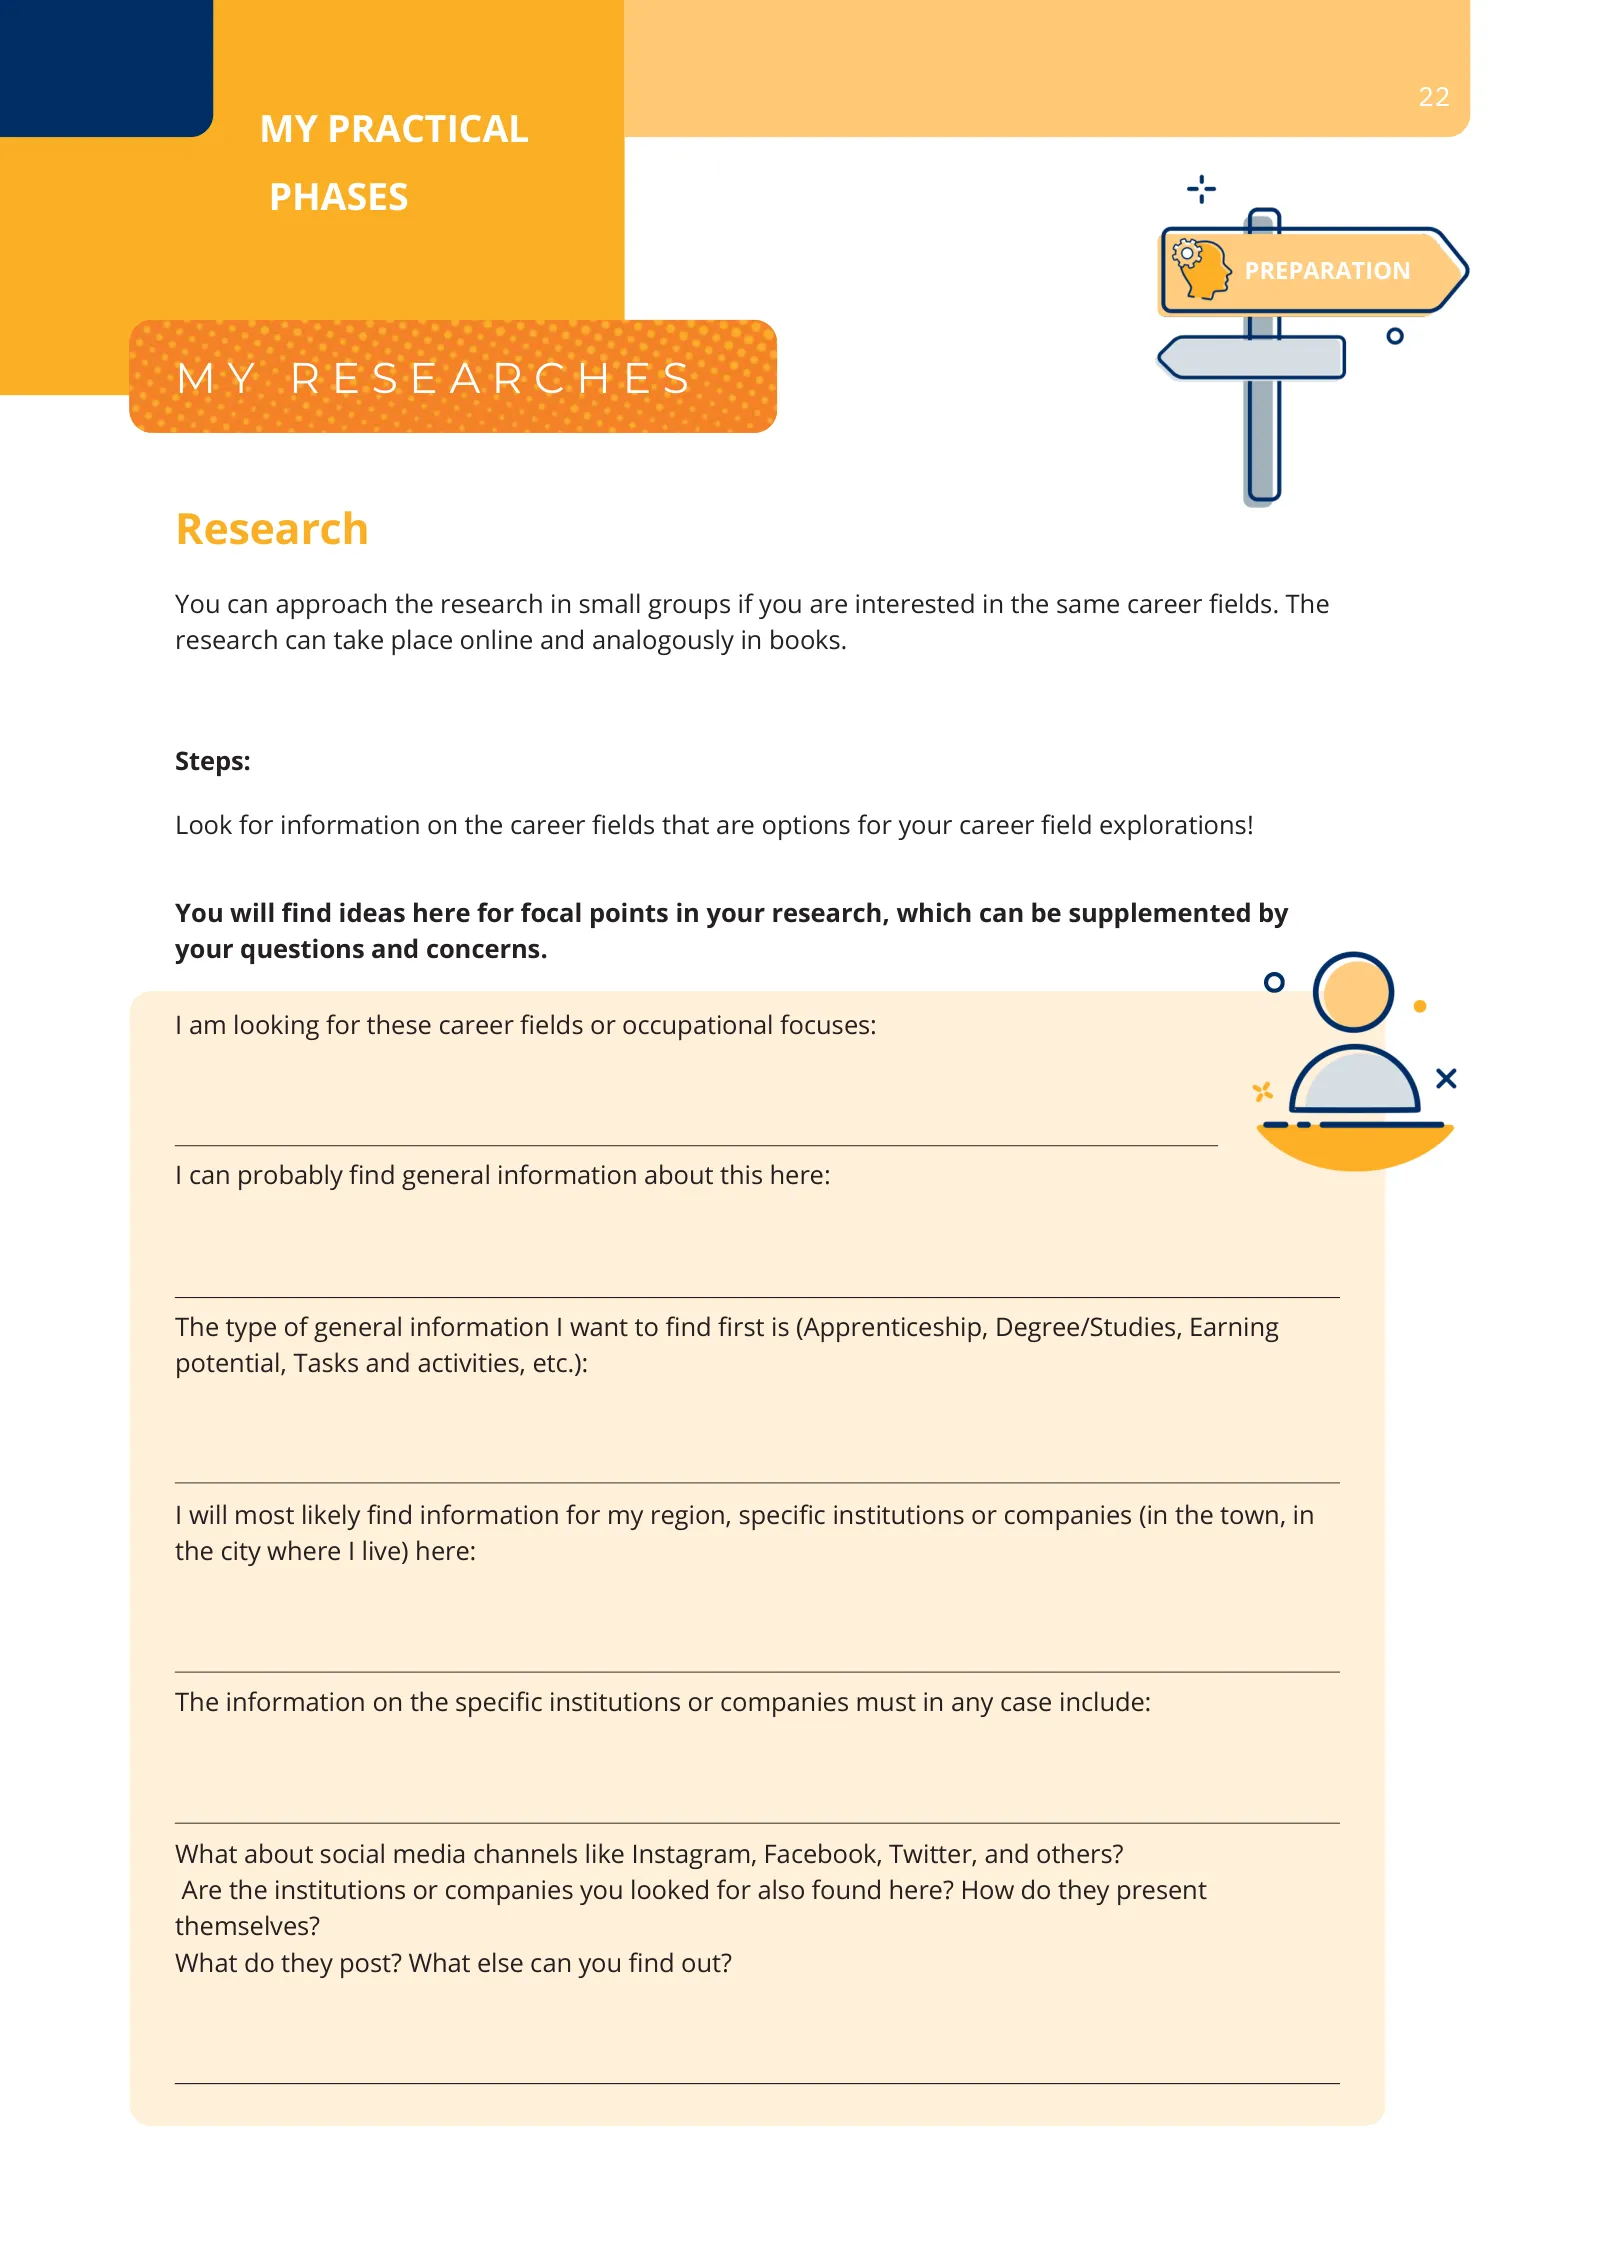 22
MY PRACTICAL
PHASES
PREPARATION
MY RESEARCHES
Research
You can approach the research in small groups if you are interested in the same career fields. The
research can take place online and analogously in books.
Steps:
Look for information on the career fields that are options for your career field explorations!
You will find ideas here for focal points in your research, which can be supplemented by
your questions and concerns.
I am looking for these career fields or occupational focuses:
I can probably find general information about this here:
The type of general information I want to find first is (Apprenticeship, Degree/Studies, Earning
potential, Tasks and activities, etc.):
I will most likely find information for my region, specific institutions or companies (in the town, in
the city where I live) here:
The information on the specific institutions or companies must in any case include:
What about social media channels like Instagram, Facebook, Twitter, and others?
Are the institutions or companies you looked for also found here? How do they present
themselves?
What do they post? What else can you find out?